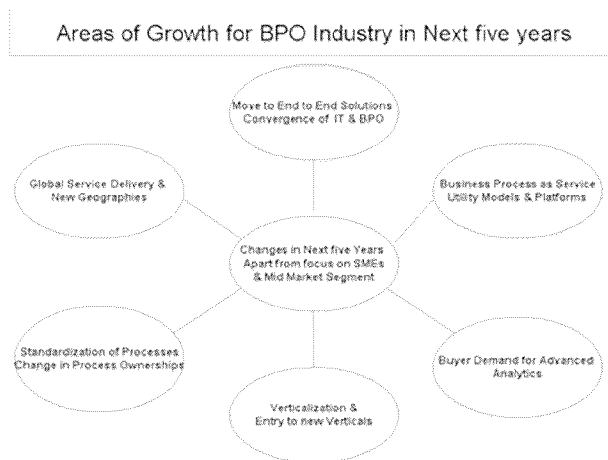 Areas of Growth for BPO Industry in Next five years
Move to End to End Solutions
Convergence of IT & BPO
Global Service Delivery &
New Geographies
Business Process as Service
Utility Models & Platforms
Changes in Next five Years
Apart from focus on SMEs
& Mid Market Segment
Standardization of Processes
Change in Process Ownerships
Buyer Demand for Advanced
Analytics
Verticalization &
Entry to new Verticals